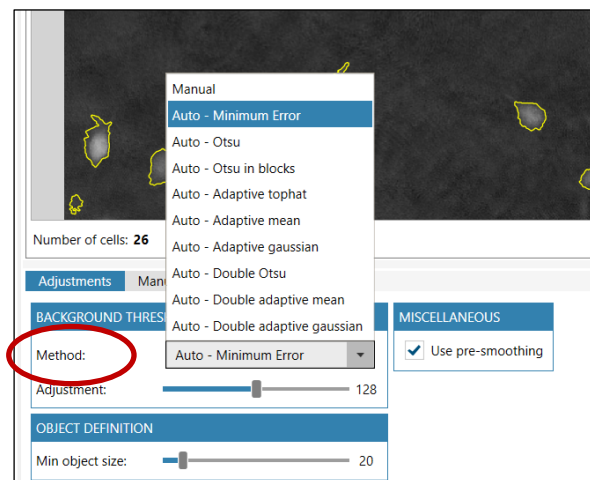 Manual
Auto - Minimum Error
Auto - Otsu
Auto - Otsu in blocks
Auto - Adaptive tophat
Auto - Adaptive mean
Auto - Adaptive gaussian
Auto - Double Otsu
Auto - Double adaptive mean
Auto - Double adaptive gaussian
Number of cells: 26
Adjustments Manu
BACKGROUND THRES
MISCELLANEOUS
Method: Auto - Minimum Error
Use pre-smoothing
Adjustment: 128
OBJECT DEFINITION
Min object size: 20